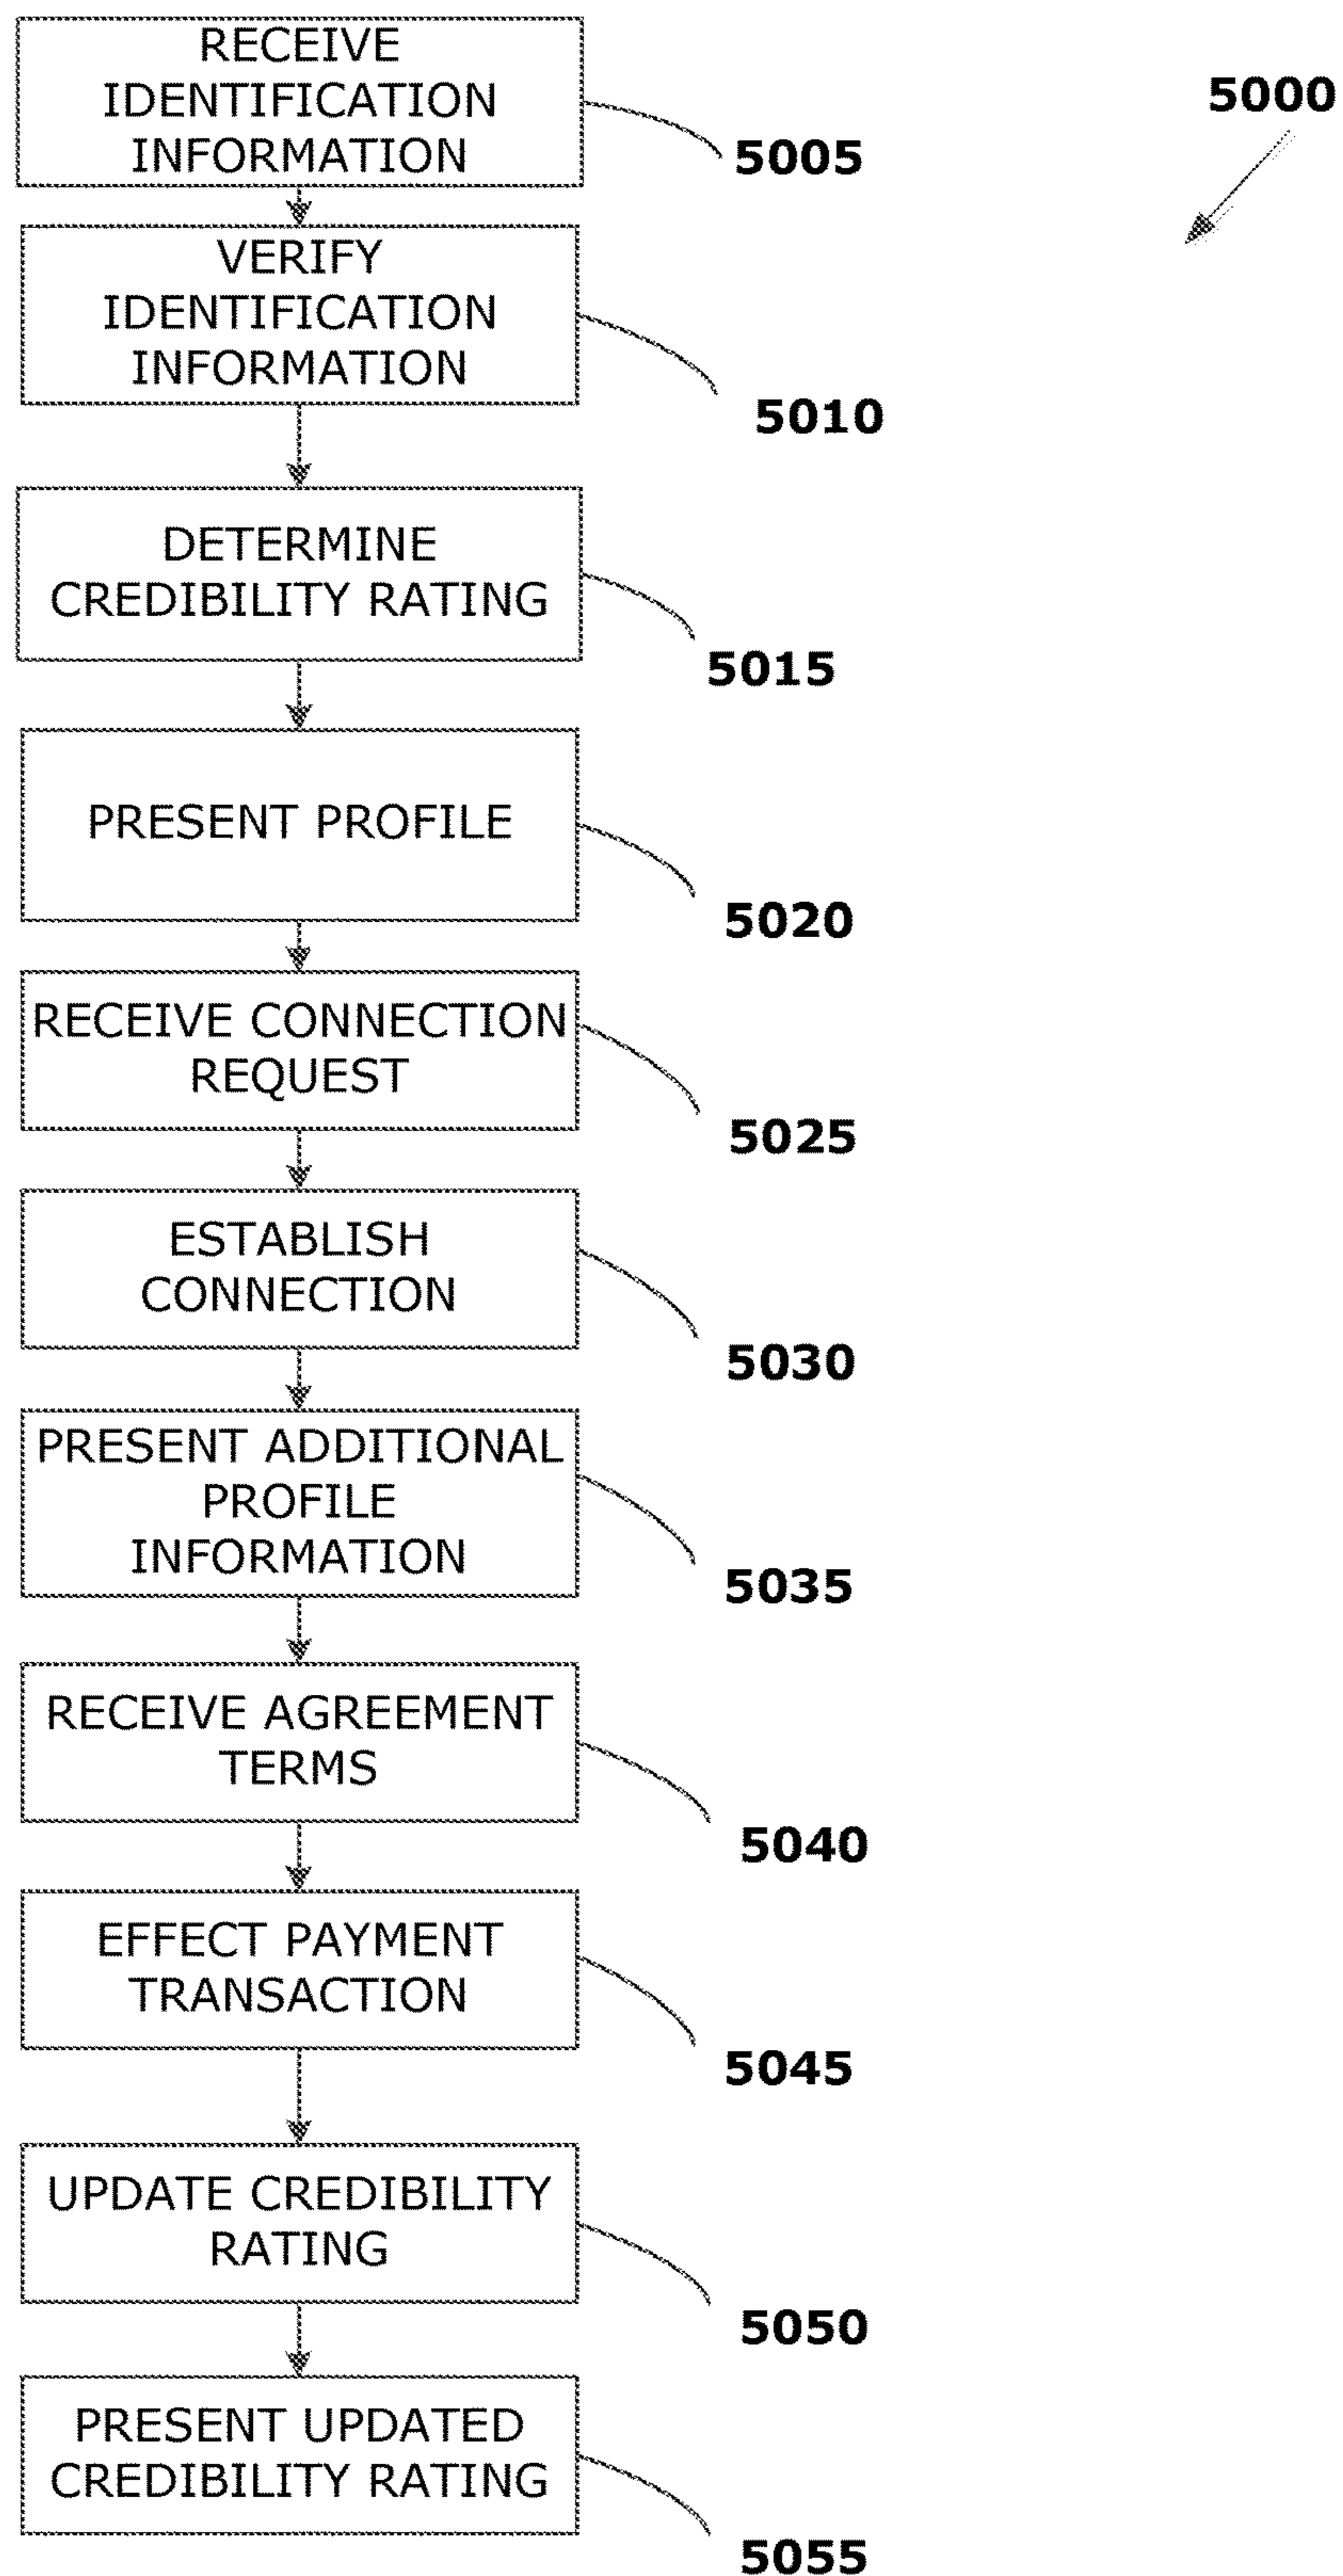 RECEIVE
IDENTIFICATION
INFORMATION
5000
5005
VERIFY
IDENTIFICATION
INFORMATION
5010
DETERMINE
CREDIBILITY RATING
5015
PRESENT PROFILE
5020
RECEIVE CONNECTION
REQUEST
5025
ESTABLISH
CONNECTION
5030
PRESENT ADDITIONAL
PROFILE
INFORMATION
5035
RECEIVE AGREEMENT
TERMS
5040
EFFECT PAYMENT
TRANSACTION
5045
UPDATE CREDIBILITY
RATING
5050
PRESENT UPDATED
CREDIBILITY RATING
5055